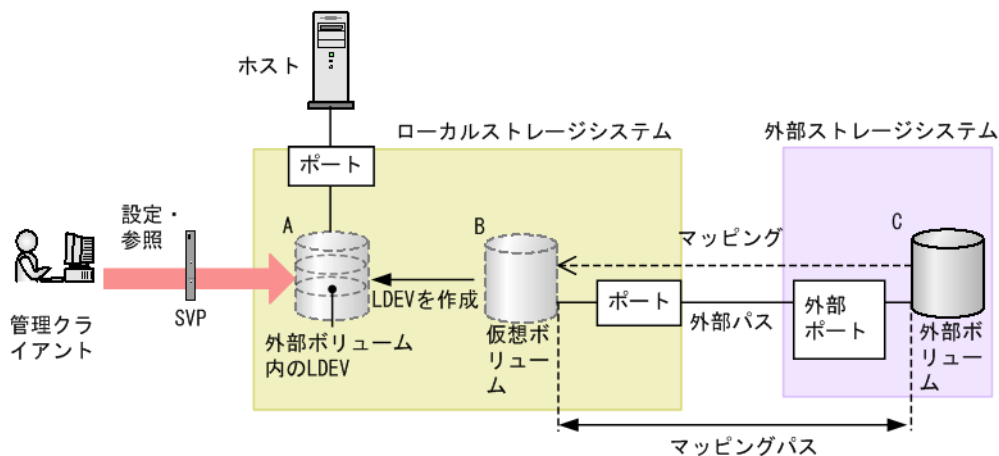 ホスト
ローカルストレージシステム
外部ストレージシステム
ポート
設定・
参照
A
B
C
マッピング
LDEVを作成
ポート
外部パス
外部
ポート
管理クラ
イアント
SVP
外部ボリューム
内のLDEV
仮想ボ
リュー
ム
外部ボ
リュー
ム
マッピングパス